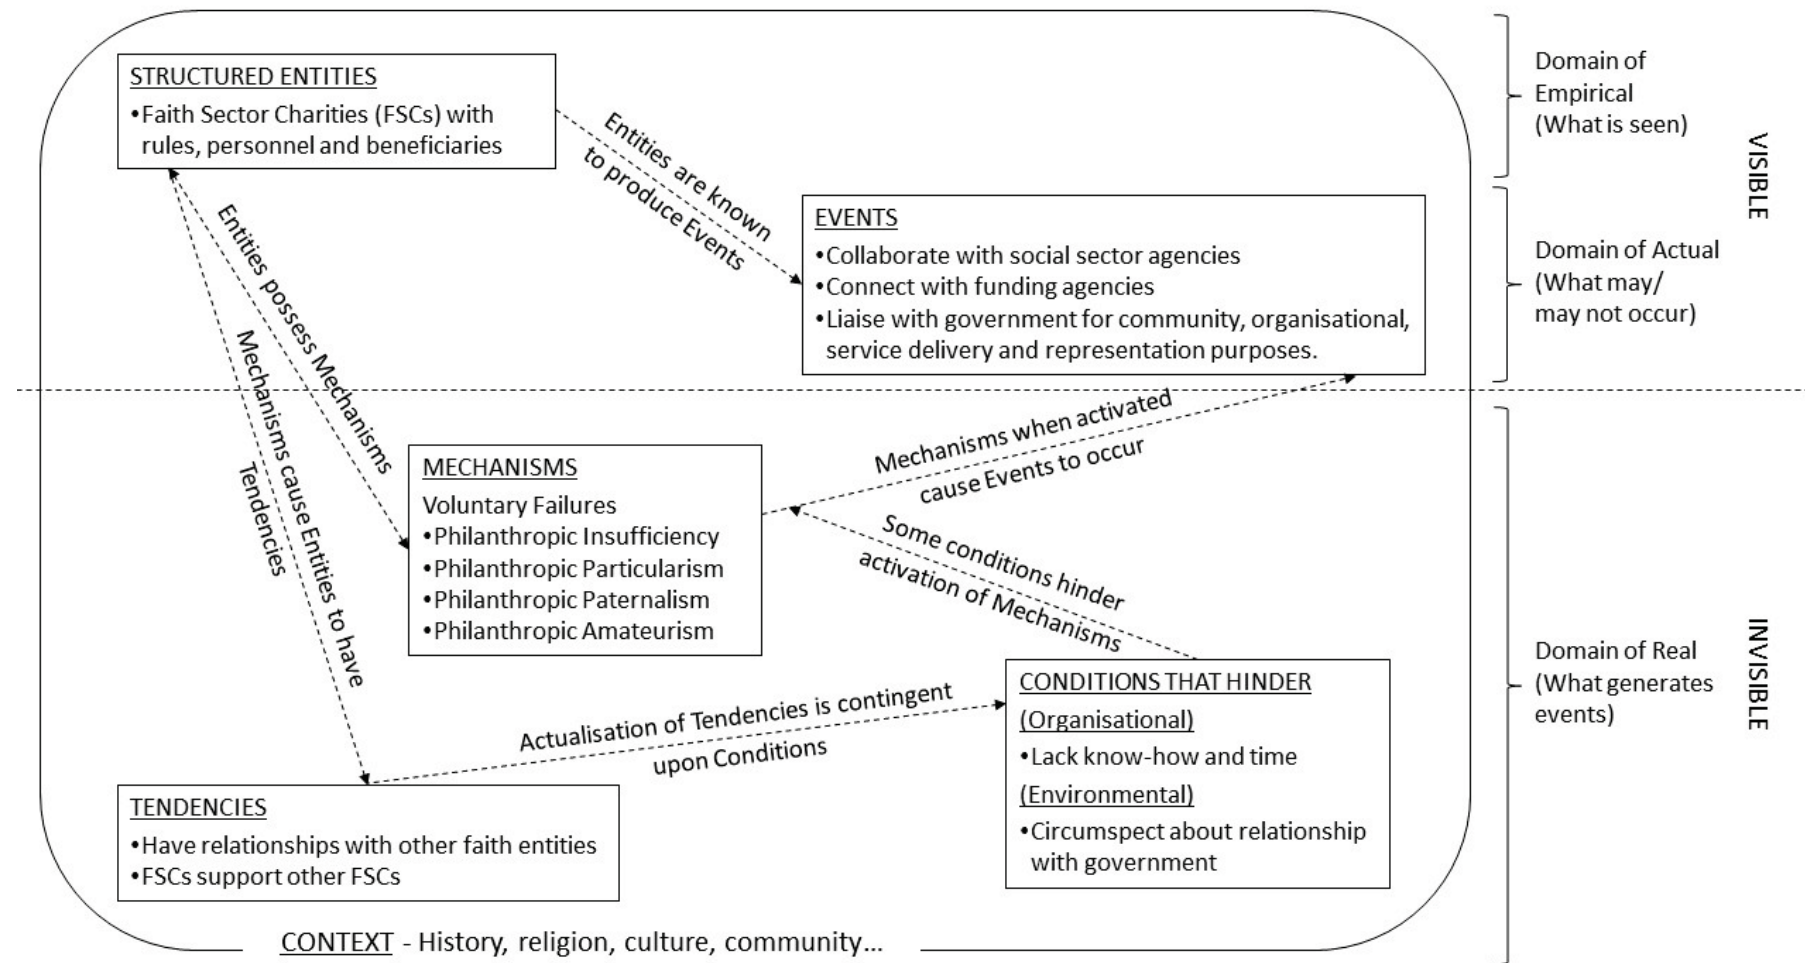 STRUCTURED ENTITIES
•Faith Sector Charities (FSCs) with
rules, personnel and beneficiaries
Entities are known
to produce Events
EVENTS
•Collaborate with social sector agencies
•Connect with funding agencies
•Liaise with government for community, organisational,
service delivery and representation purposes.
Domain of
Empirical
(What is seen)
VISIBLE
Domain of Actual
(What may/
may not occur)
Entities possess Mechanisms
Mechanisms cause Entities to have
Tendencies
MECHANISMS
Voluntary Failures
•Philanthropic Insufficiency
•Philanthropic Particularism
•Philanthropic Paternalism
•Philanthropic Amateurism
Mechanisms when activated
cause Events to occur
Some conditions hinder
activation of Mechanisms
Actualisation of Tendencies is contingent
upon Conditions
CONDITIONS THAT HINDER
(Organisational)
•Lack know-how and time
(Environmental)
•Circumspect about relationship
with government
Domain of Real
(What generates
events)
INVISIBLE
TENDENCIES
•Have relationships with other faith entities
•FSCs support other FSCs
CONTEXT - History, religion, culture, community…